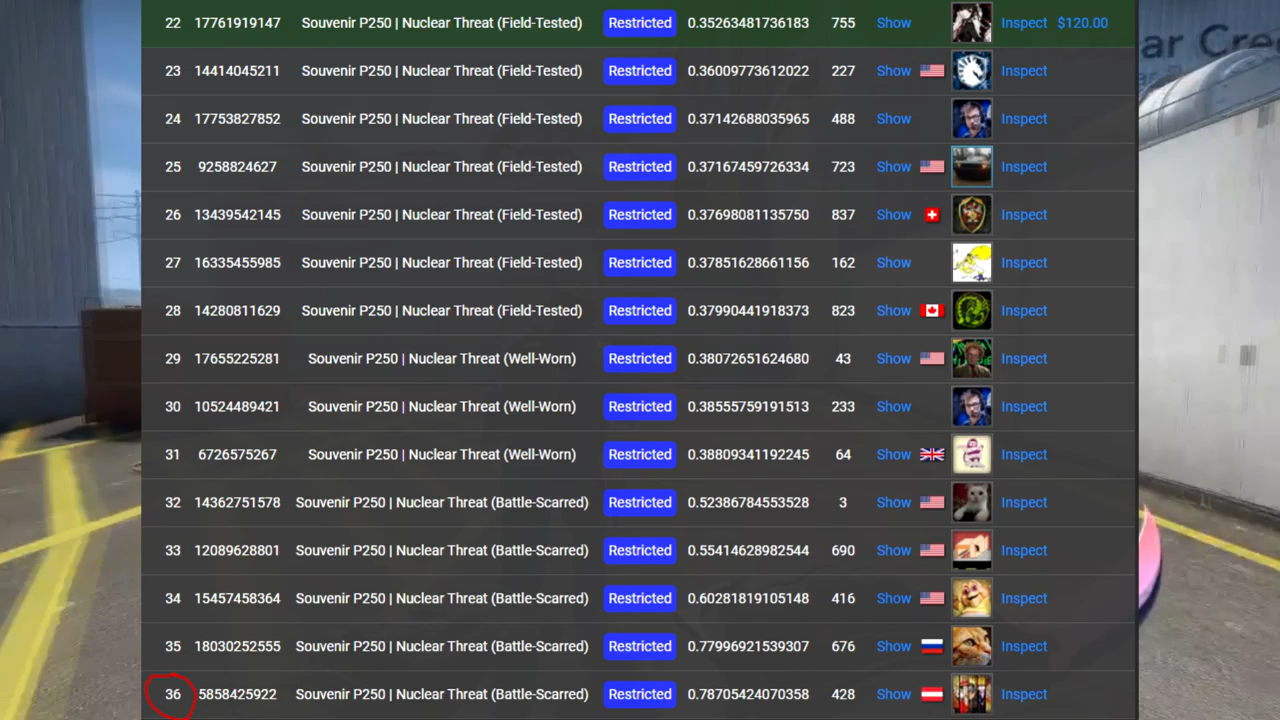 22 17761919147 Souvenir P250 | Nuclear Threat (Field-Tested) Restricted 0.35263481736183 755 Show Inspect $120.00
ar Cre
23 14414045211 Souvenir P250 | Nuclear Threat (Field-Tested) Restricted 0.36009773612022 227 Show Inspect
24 17753827852 Souvenir P250 | Nuclear Threat (Field-Tested) Restricted 0.37142688035965 488 Show Inspect
25 9258824627 Souvenir P250 | Nuclear Threat (Field-Tested) Restricted 0.37167459726334 723 Show Inspect
26 13439542145 Souvenir P250 | Nuclear Threat (Field-Tested) Restricted 0.37698081135750 837 Show Inspect
27 16335455035 Souvenir P250 | Nuclear Threat (Field-Tested) Restricted 0.37851628661156 162 Show Inspect
28 14280811629 Souvenir P250 | Nuclear Threat (Field-Tested) Restricted 0.37990441918373 823 Show Inspect
29 17655225281 Souvenir P250 | Nuclear Threat (Well-Worn) Restricted 0.38072651624680 43 Show Inspect
30 10524489421 Souvenir P250 | Nuclear Threat (Well-Worn) Restricted 0.38555759191513 233 Show Inspect
31 6726575267 Souvenir P250 | Nuclear Threat (Well-Worn) Restricted 0.38809341192245 64 Show Inspect
32 14362751578 Souvenir P250 | Nuclear Threat (Battle-Scarred) Restricted 0.52386784553528 3 Show Inspect
33 12089628801 Souvenir P250 | Nuclear Threat (Battle-Scarred) Restricted 0.55414628982544 690 Show Inspect
34 15457458364 Souvenir P250 | Nuclear Threat (Battle-Scarred) Restricted 0.60281819105148 416 Show Inspect
35 18030252555 Souvenir P250 | Nuclear Threat (Battle-Scarred) Restricted 0.77996921539307 676 Show Inspect
36 5858425922 Souvenir P250 | Nuclear Threat (Battle-Scarred) Restricted 0.78705424070358 428 Show Inspect